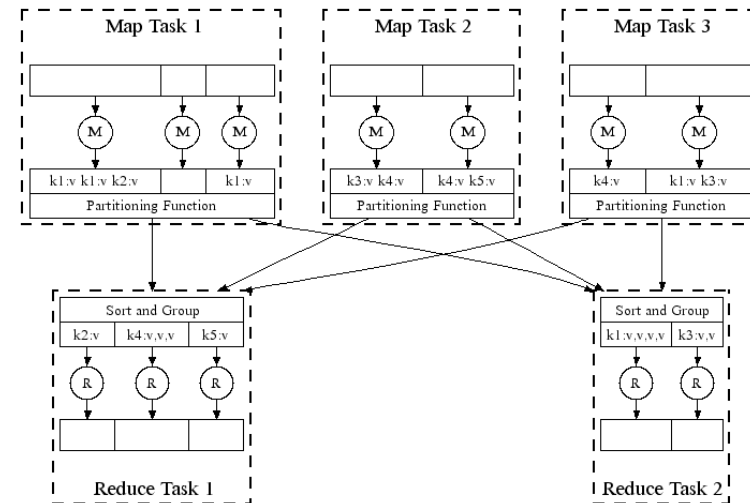 Map Task 1
Map Task 2
Map Task 3
M
M
M
M
M
M
M
k1:v k1:v k2:v
k1:v
k3:v k4:v
k4:v k5:v
k4:v
k1:v k3:v
Partitioning Function
Partitioning Function
Partitioning Function
Sort and Group
Sort and Group
k2:v
k4:v,v,v
k5:v
k1:v,v,v,v
k3:v,v
R
R
R
R
R
Reduce Task 1
Reduce Task 2